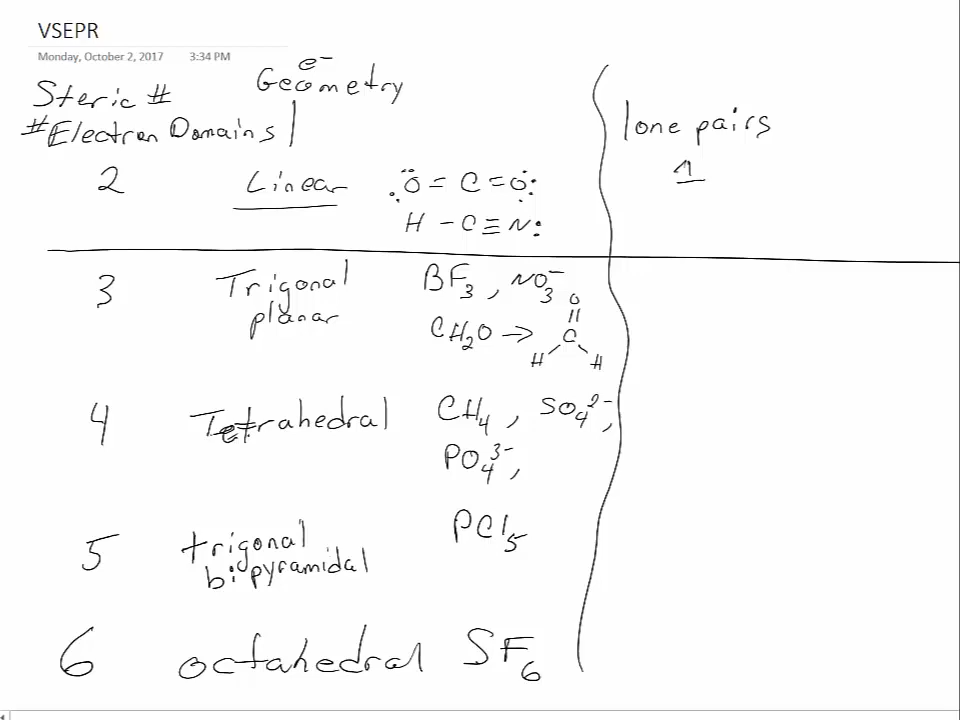 VSEPR
Monday, October 2, 2017 3:34 PM
Steric # e⁻ Geometry
# Electron Domains
lone pairs
1
2 Linear :Ö = C = Ö:
H - C ≡ N:
3 Trigonal planar BF₃, NO₃⁻
CH₂O → O
C
H H
4 Tetrahedral CH₄, SO₄²⁻,
PO₄³⁻,
5 trigonal PCl₅
bipyramidal
6 octahedral SF₆